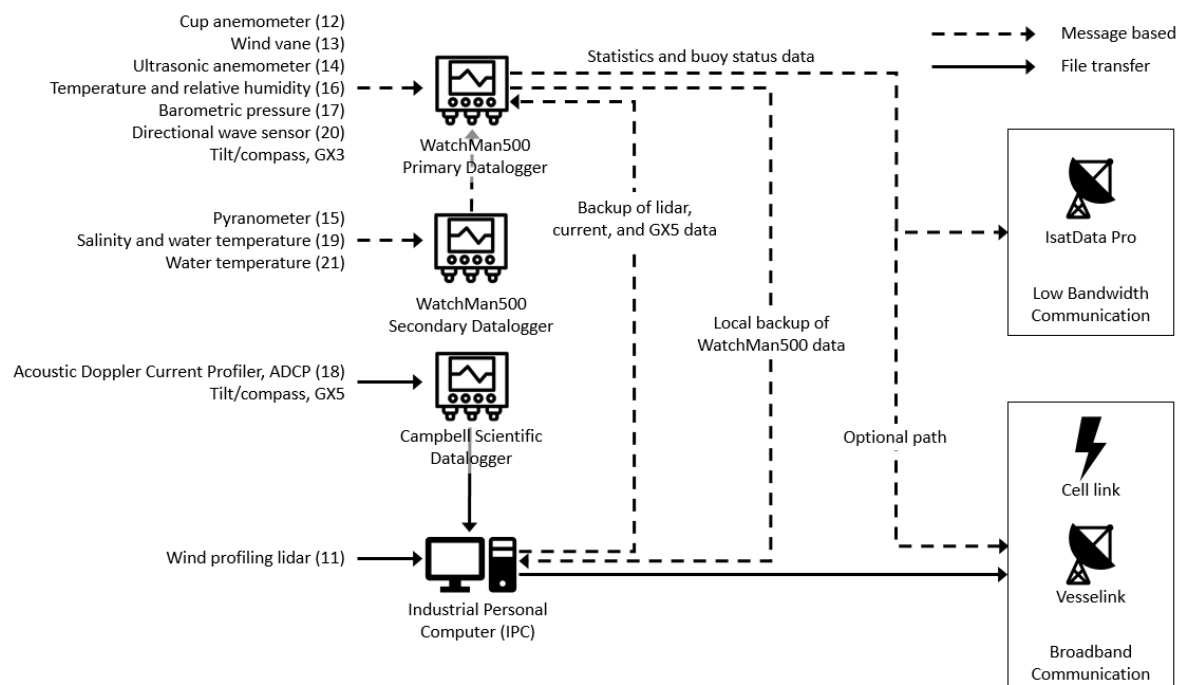 Cup anemometer (12)
Wind vane (13)
Ultrasonic anemometer (14)
Temperature and relative humidity (16)
Barometric pressure (17)
Directional wave sensor (20)
Tilt/compass, GX3
WatchMan500
Primary Datalogger
Statistics and buoy status data
Message based
File transfer
Pyranometer (15)
Salinity and water temperature (19)
Water temperature (21)
WatchMan500
Secondary Datalogger
Backup of lidar,
current, and GX5 data
Local backup of
WatchMan500 data
IsatData Pro
Low Bandwidth
Communication
Acoustic Doppler Current Profiler, ADCP (18)
Tilt/compass, GX5
Campbell Scientific
Datalogger
Optional path
Cell link
Wind profiling lidar (11)
Industrial Personal
Computer (IPC)
Vesselink
Broadband
Communication